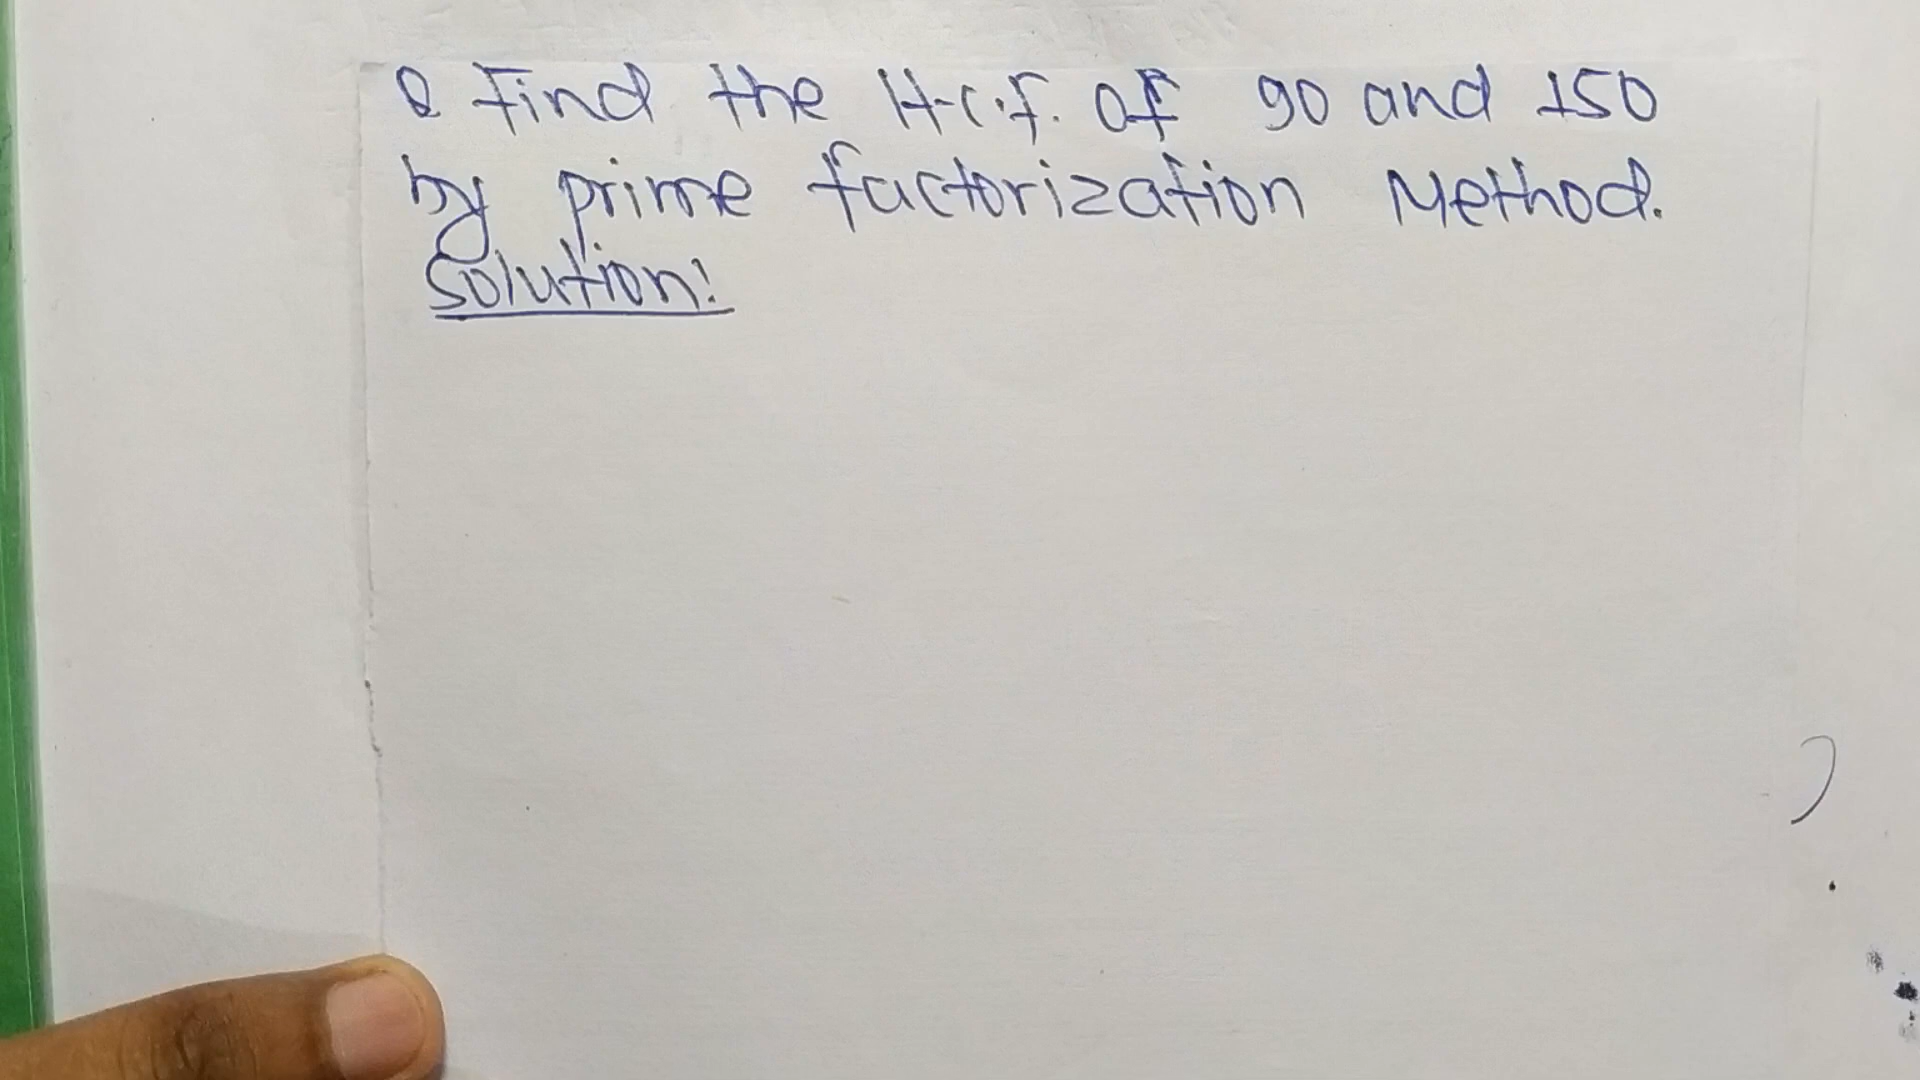 Q Find the H.C.F. of 90 and 150
by prime factorization Method.
Solution: